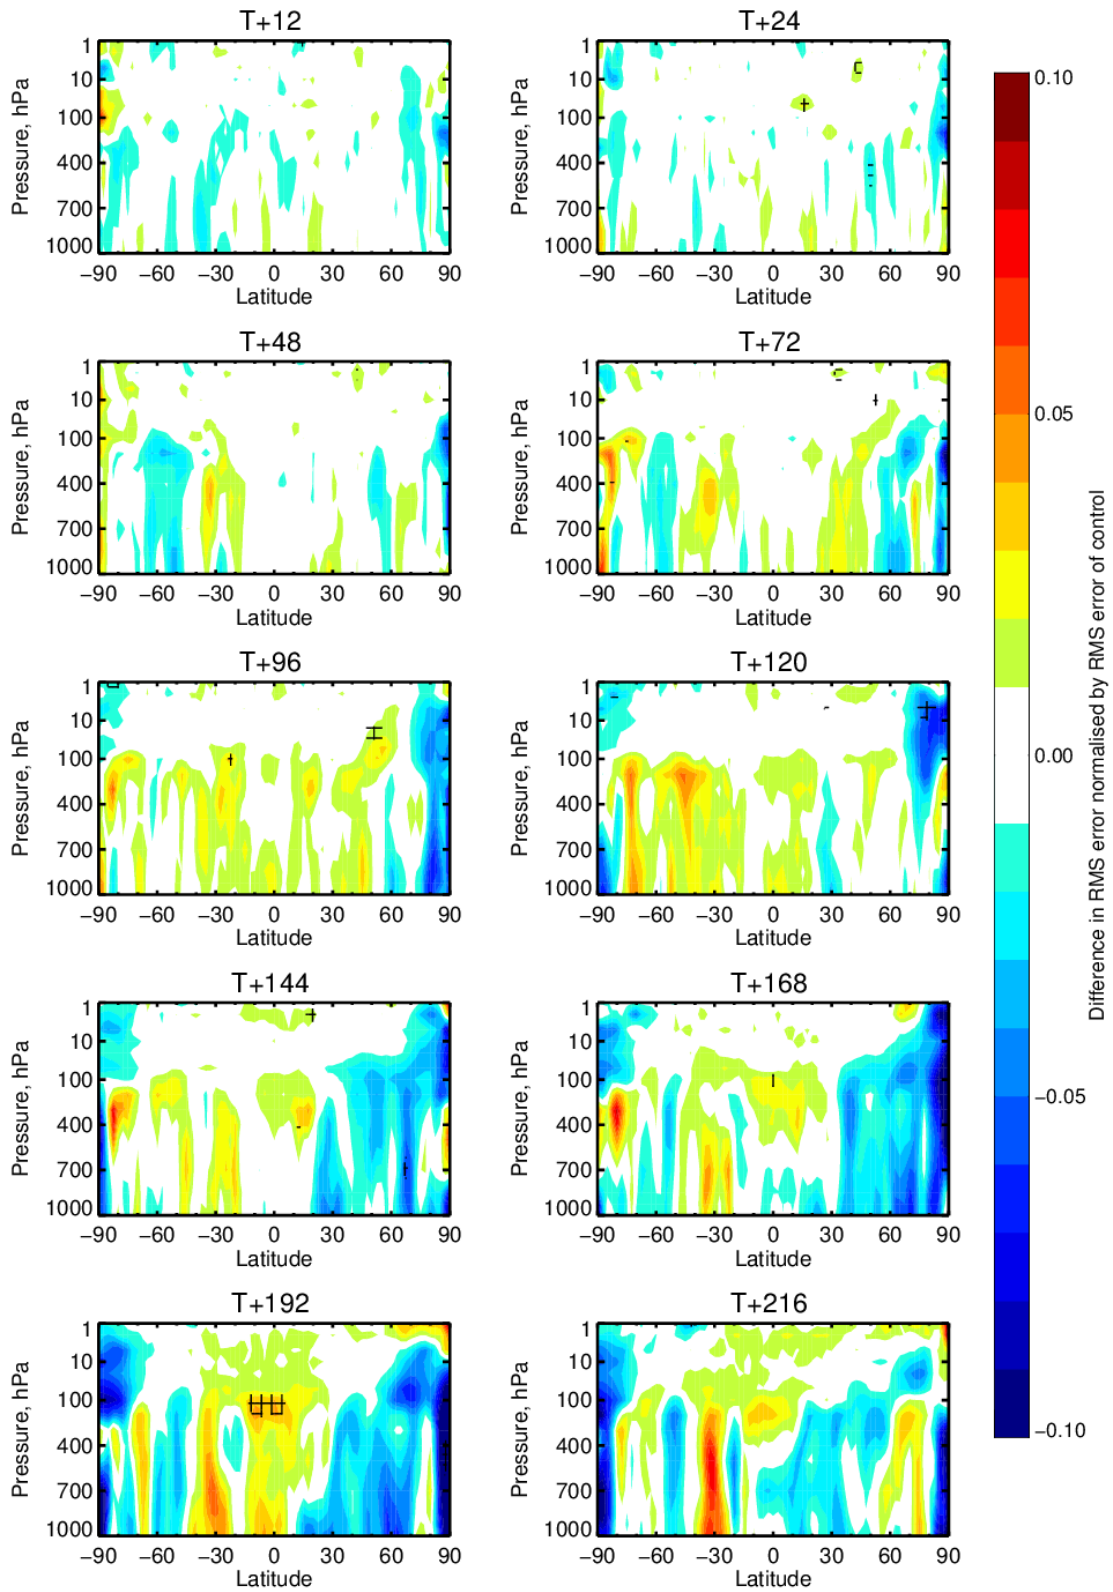 T+12
Pressure, hPa
1
10
100
400
700
1000
−90 −60 −30 0 30 60 90
Latitude
T+24
Pressure, hPa
1
10
100
400
700
1000
−90 −60 −30 0 30 60 90
Latitude
T+48
Pressure, hPa
1
10
100
400
700
1000
−90 −60 −30 0 30 60 90
Latitude
T+72
Pressure, hPa
1
10
100
400
700
1000
−90 −60 −30 0 30 60 90
Latitude
T+96
Pressure, hPa
1
10
100
400
700
1000
−90 −60 −30 0 30 60 90
Latitude
T+120
Pressure, hPa
1
10
100
400
700
1000
−90 −60 −30 0 30 60 90
Latitude
T+144
Pressure, hPa
1
10
100
400
700
1000
−90 −60 −30 0 30 60 90
Latitude
T+168
Pressure, hPa
1
10
100
400
700
1000
−90 −60 −30 0 30 60 90
Latitude
T+192
Pressure, hPa
1
10
100
400
700
1000
−90 −60 −30 0 30 60 90
Latitude
T+216
Pressure, hPa
1
10
100
400
700
1000
−90 −60 −30 0 30 60 90
Latitude
0.10
0.05
0.00
−0.05
−0.10
Difference in RMS error normalised by RMS error of control